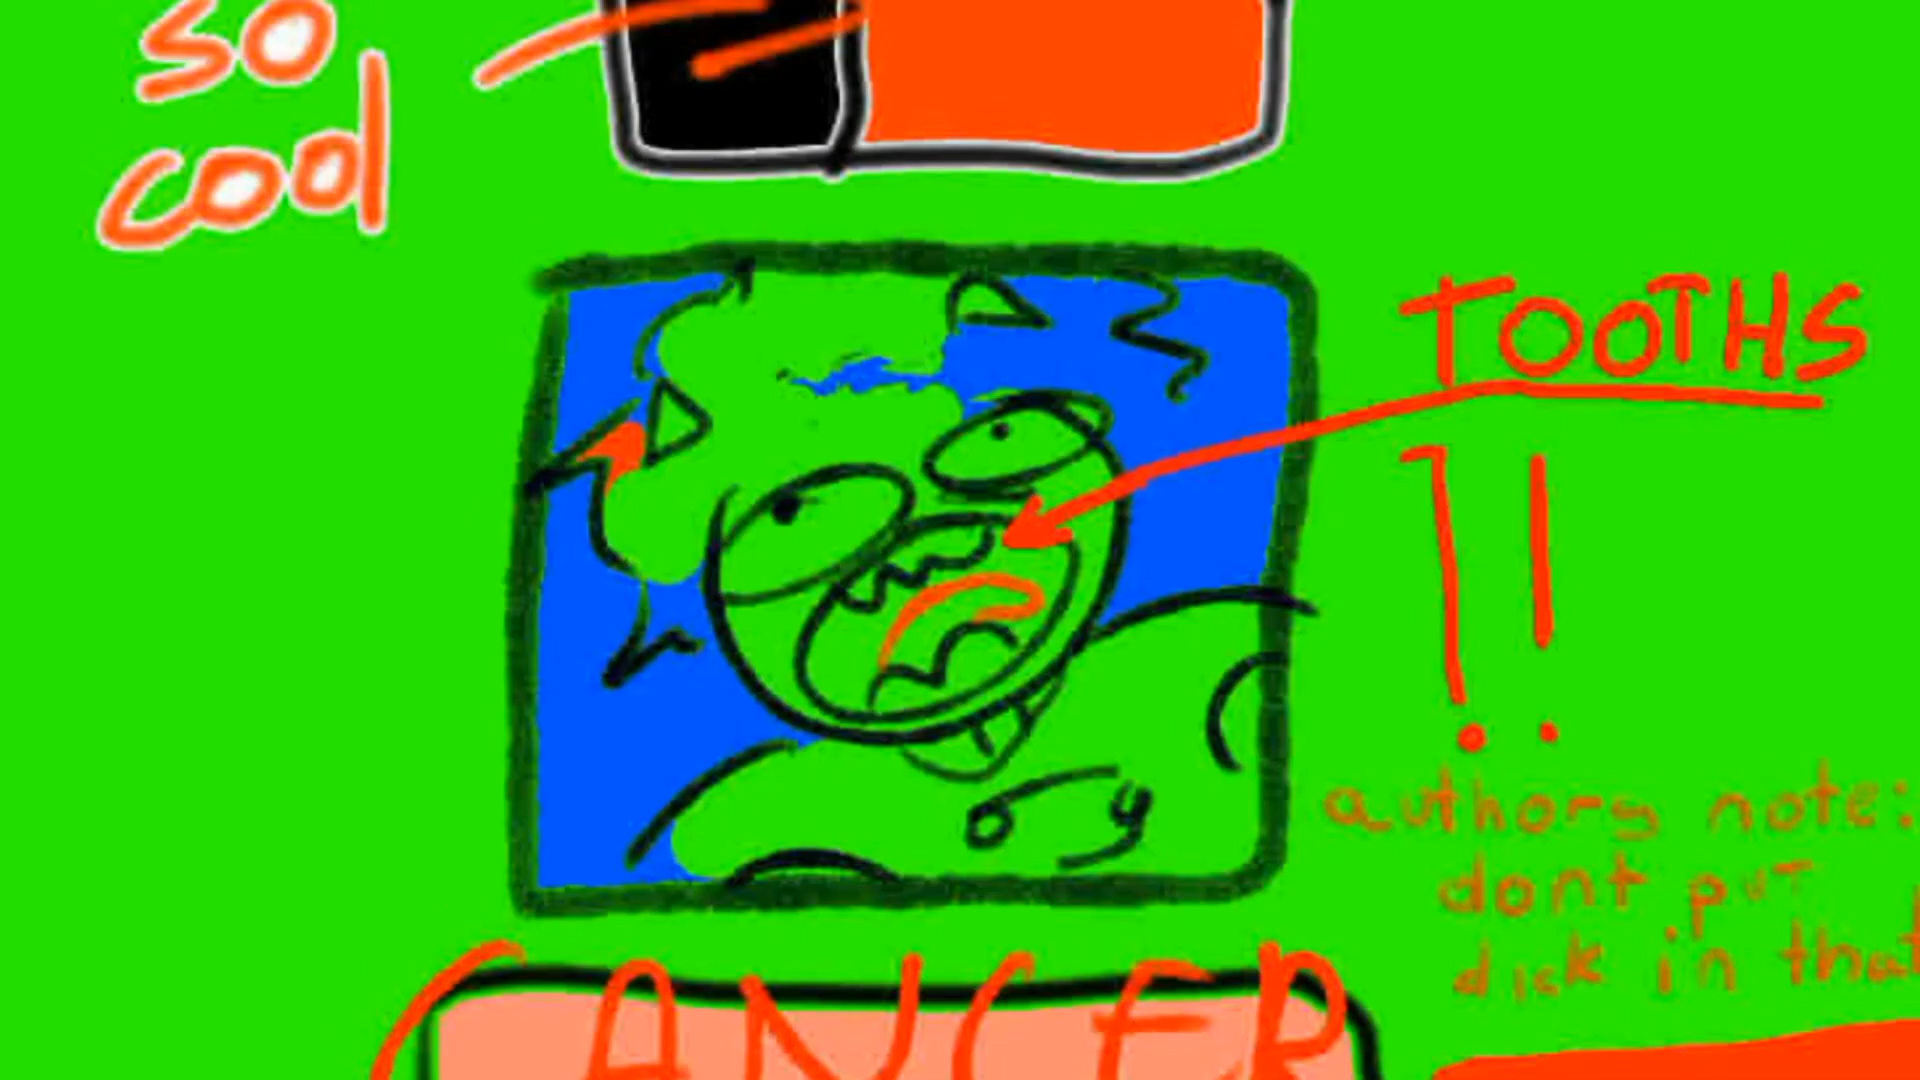 so
cool
TOOTHS
!!
authors note:
dont put
dick in that
CANCER